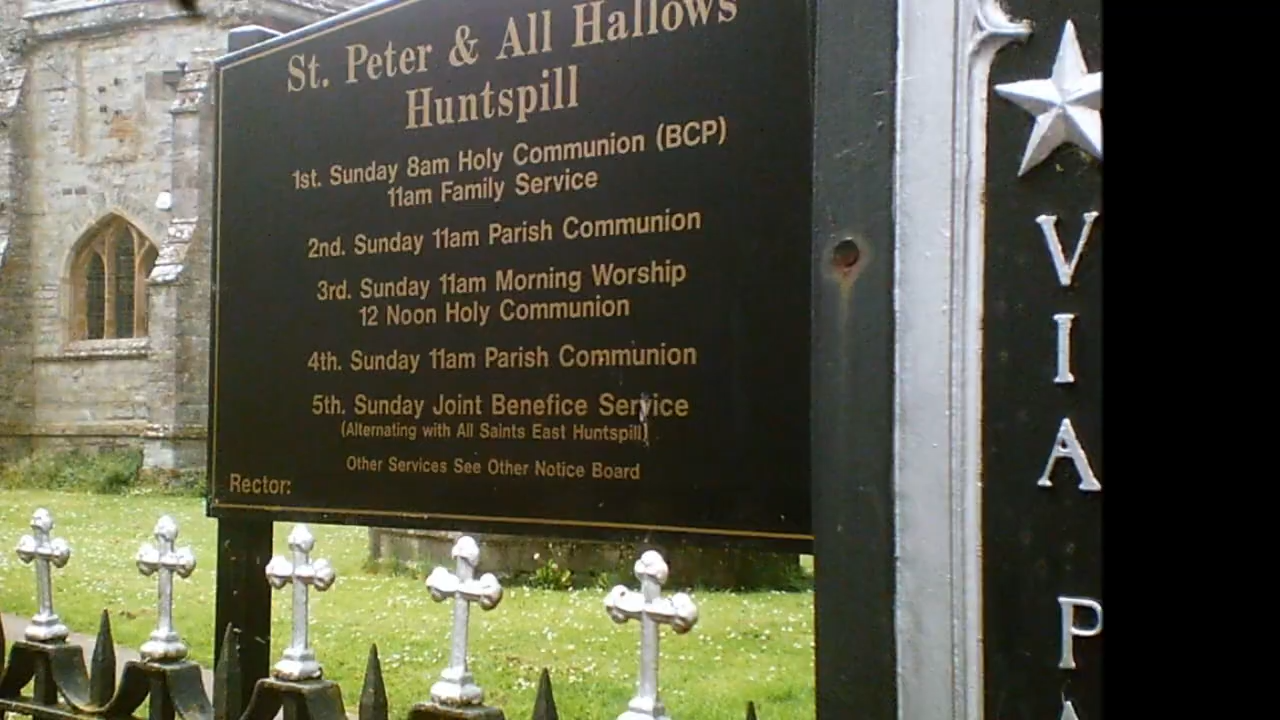 St. Peter & All Hallows
Huntspill
1st. Sunday 8am Holy Communion (BCP)
11am Family Service
2nd. Sunday 11am Parish Communion
3rd. Sunday 11am Morning Worship
12 Noon Holy Communion
4th. Sunday 11am Parish Communion
5th. Sunday Joint Benefice Service
(Alternating with All Saints East Huntspill)
Other Services See Other Notice Board
Rector:
VIA